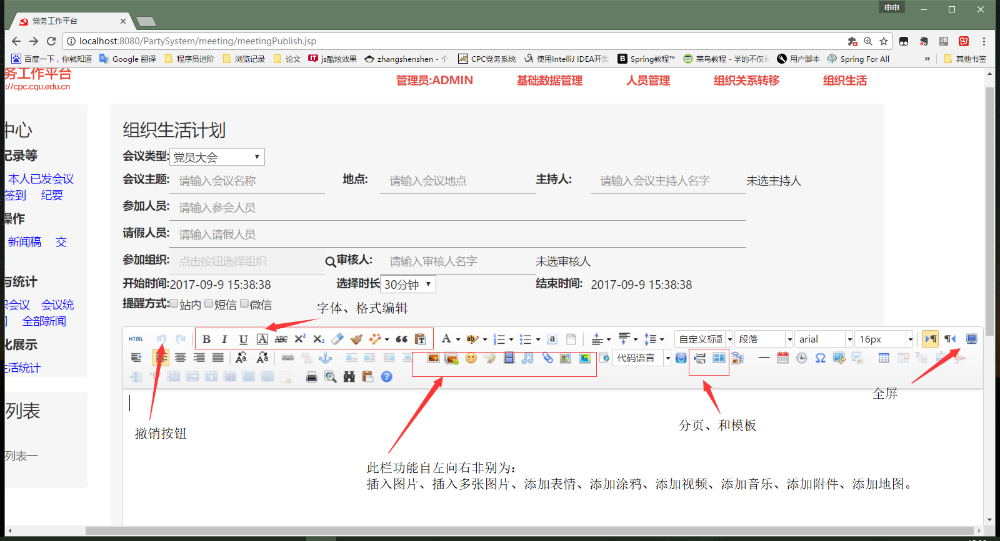 申申
党务工作平台
localhost:8080/PartySystem/meeting/meetingPublish.jsp
百度一下，你就知道 Google 翻译 程序员进阶 浏览记录 论文 js酷炫效果 zhangshenshen - 个 CPC党务系统 使用IntelliJ IDEA开发 Spring教程™ 菜鸟教程 - 学的不仅是 用户脚本 Spring For All » 其他书签
务工作平台
://cpc.cqu.edu.cn
管理员:ADMIN 基础数据管理 人员管理 组织关系转移 组织生活
中心
记录等
本人已发会议
签到 纪要
操作
新闻稿 交
与统计
织会议 会议统
全部新闻
化展示
生活统计
列表
列表一
组织生活计划
会议类型: 党员大会
会议主题: 请输入会议名称 地点: 请输入会议地点 主持人: 请输入会议主持人名字 未选主持人
参加人员: 请输入参会人员
请假人员: 请输入请假人员
参加组织: 点击按钮选择组织 审核人: 请输入审核人名字 未选审核人
开始时间: 2017-09-9 15:38:38 选择时长 30分钟 结束时间: 2017-09-9 15:38:38
提醒方式: 站内 短信 微信
字体、格式编辑
HTML B I U A ABC X² X₂ A ab a 自定义标题 段落 arial 16px
代码语言
全屏
分页、和模板
撤销按钮
此栏功能自左向右非别为：
插入图片、插入多张图片、添加表情、添加涂鸦、添加视频、添加音乐、添加附件、添加地图。